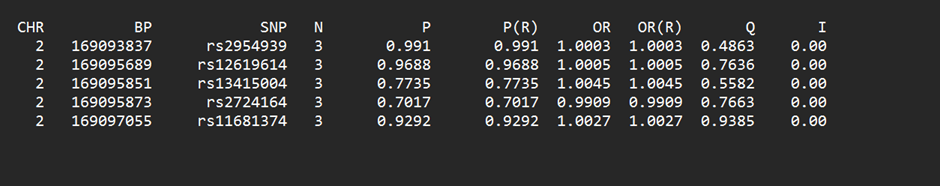 CHR BP SNP N P P(R) OR OR(R) Q I
2 169093837 rs2954939 3 0.991 0.991 1.0003 1.0003 0.4863 0.00
2 169095689 rs12619614 3 0.9688 0.9688 1.0005 1.0005 0.7636 0.00
2 169095851 rs13415004 3 0.7735 0.7735 1.0045 1.0045 0.5582 0.00
2 169095873 rs2724164 3 0.7017 0.7017 0.9909 0.9909 0.7663 0.00
2 169097055 rs11681374 3 0.9292 0.9292 1.0027 1.0027 0.9385 0.00